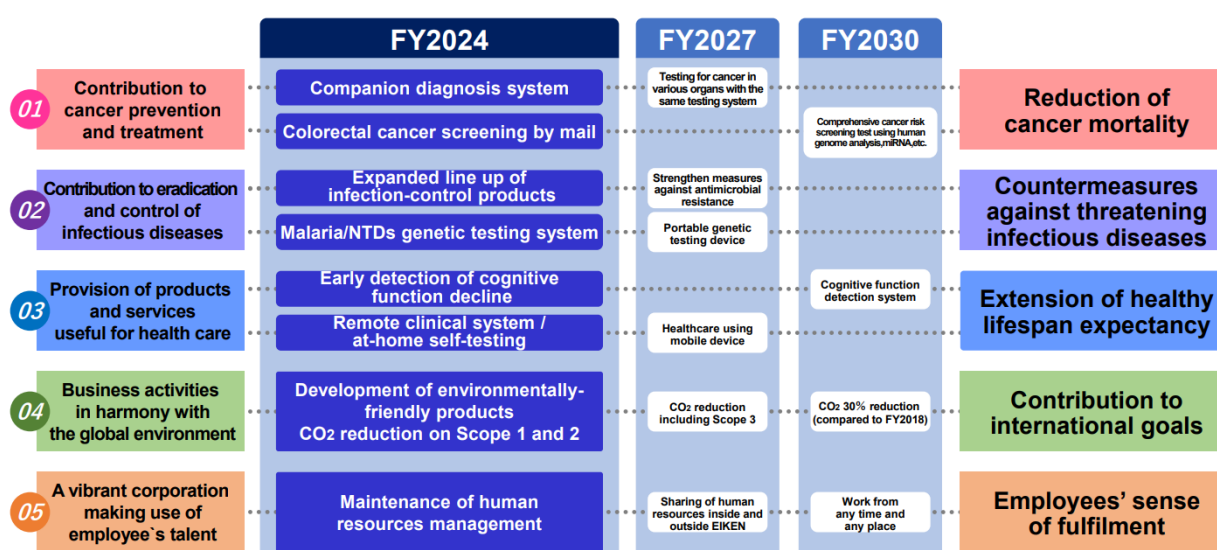 FY2024
FY2027
FY2030
01
Contribution to
cancer prevention
and treatment
Companion diagnosis system
Testing for cancer in
various organs with the
same testing system
Colorectal cancer screening by mail
Comprehensive cancer risk
screening test using human
genome analysis,miRNA,etc.
Reduction of
cancer mortality
02
Contribution to eradication
and control of
infectious diseases
Expanded line up of
infection-control products
Strengthen measures
against antimicrobial
resistance
Malaria/NTDs genetic testing system
Portable genetic
testing device
Countermeasures
against threatening
infectious diseases
03
Provision of products
and services
useful for health care
Early detection of cognitive
function decline
Cognitive function
detection system
Remote clinical system /
at-home self-testing
Healthcare using
mobile device
Extension of healthy
lifespan expectancy
04
Business activities
in harmony with
the global environment
Development of environmentally-
friendly products
CO2 reduction on Scope 1 and 2
CO2 reduction
including Scope 3
CO2 30% reduction
(compared to FY2018)
Contribution to
international goals
05
A vibrant corporation
making use of
employee`s talent
Maintenance of human
resources management
Sharing of human
resources inside and
outside EIKEN
Work from
any time and
any place
Employees’ sense
of fulfilment